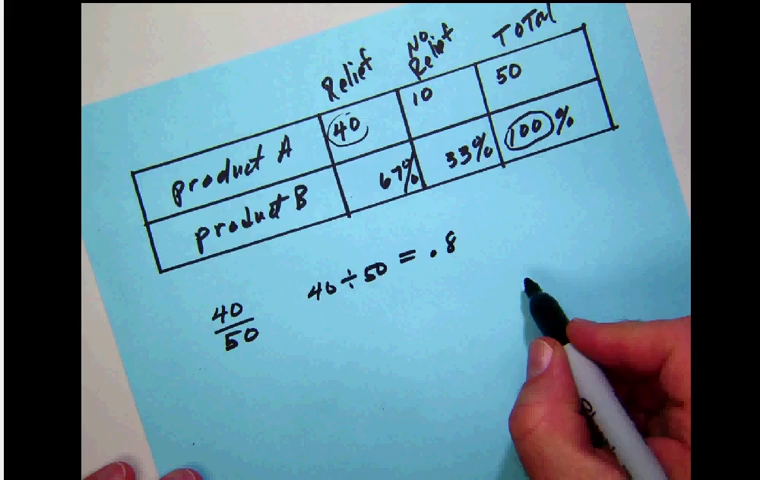 Relief
No Relief
TOTAL
product A 40 10 50
product B 67% 33% 100%
40 ÷ 50 = .8
40
50